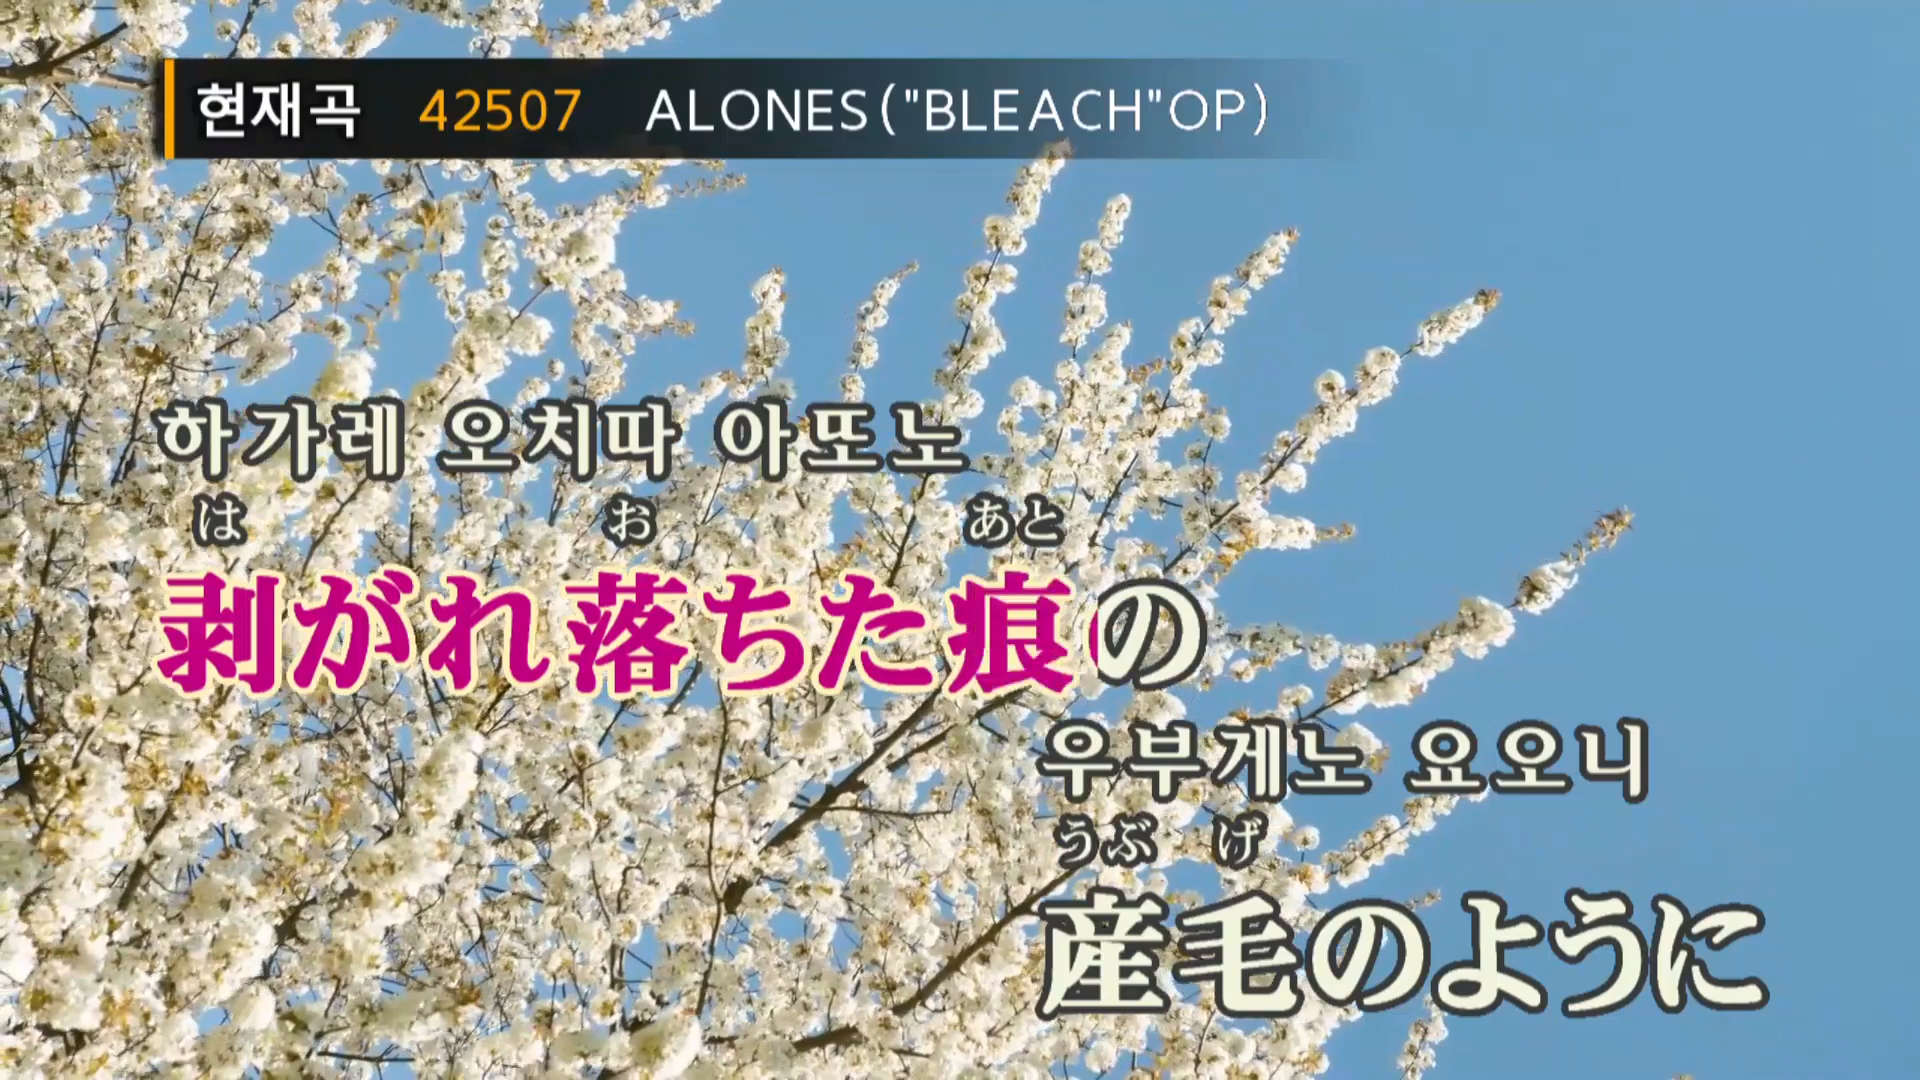 현재곡 42507 ALONES("BLEACH"OP)
하가레 오치따 아또노
は お あと
剥がれ落ちた痕の
우부게노 요오니
うぶ げ
産毛のように